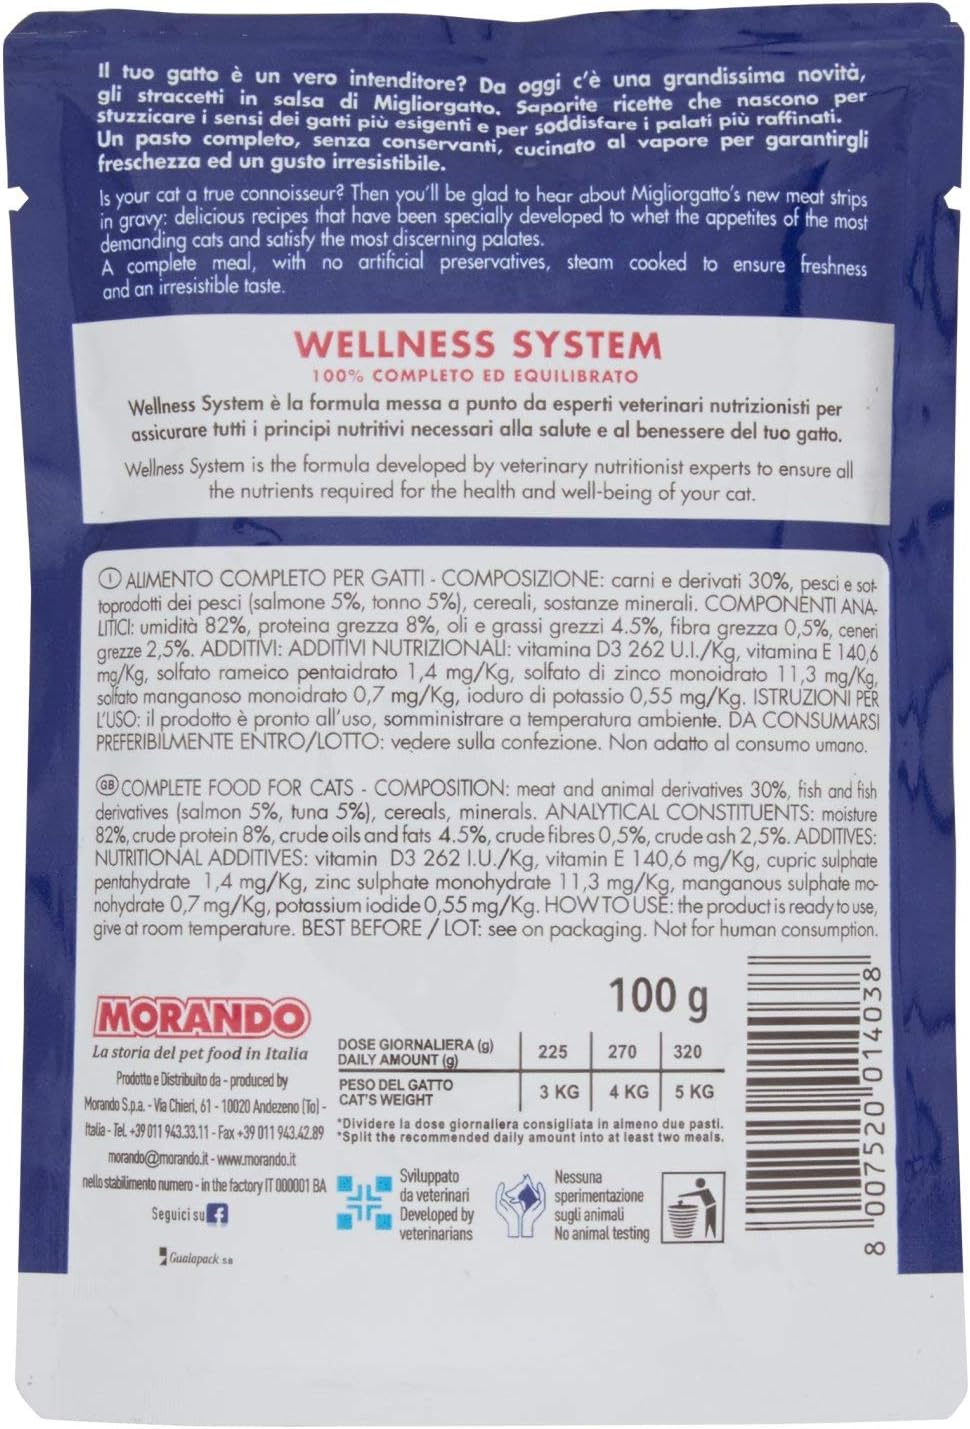 Il tuo gatto è un vero intenditore? Da oggi c'è una grandissima novità,
gli straccetti in salsa di Migliorgatto. Saporite ricette che nascono per
stuzzicare i sensi dei gatti più esigenti e per soddisfare i palati più raffinati.
Un pasto completo, senza conservanti, cucinato al vapore per garantirgli
freschezza ed un gusto irresistibile.
Is your cat a true connoisseur? Then you'll be glad to hear about Migliorgatto's new meat strips
in gravy: delicious recipes that have been specially developed to whet the appetites of the most
demanding cats and satisfy the most discerning palates.
A complete meal, with no artificial preservatives, steam cooked to ensure freshness
and an irresistible taste.
WELLNESS SYSTEM
100% COMPLETO ED EQUILIBRATO
Wellness System è la formula messa a punto da esperti veterinari nutrizionisti per
assicurare tutti i principi nutritivi necessari alla salute e al benessere del tuo gatto.
Wellness System is the formula developed by veterinary nutritionist experts to ensure all
the nutrients required for the health and well-being of your cat.
I ALIMENTO COMPLETO PER GATTI - COMPOSIZIONE: carni e derivati 30%, pesci e sot-
toprodotti dei pesci (salmone 5%, tonno 5%), cereali, sostanze minerali. COMPONENTI ANA-
LITICI: umidità 82%, proteina grezza 8%, oli e grassi grezzi 4.5%, fibra grezza 0,5%, ceneri
grezze 2,5%. ADDITIVI: ADDITIVI NUTRIZIONALI: vitamina D3 262 U.I./Kg, vitamina E 140,6
mg/Kg, solfato rameico pentaidrato 1,4 mg/Kg, solfato di zinco monoidrato 11,3 mg/Kg,
solfato manganoso monoidrato 0,7 mg/Kg, ioduro di potassio 0,55 mg/Kg. ISTRUZIONI PER
L'USO: il prodotto è pronto all'uso, somministrare a temperatura ambiente. DA CONSUMARSI
PREFERIBILMENTE ENTRO/LOTTO: vedere sulla confezione. Non adatto al consumo umano.
GB COMPLETE FOOD FOR CATS - COMPOSITION: meat and animal derivatives 30%, fish and fish
derivatives (salmon 5%, tuna 5%), cereals, minerals. ANALYTICAL CONSTITUENTS: moisture
82%, crude protein 8%, crude oils and fats 4.5%, crude fibres 0,5%, crude ash 2,5%. ADDITIVES:
NUTRITIONAL ADDITIVES: vitamin D3 262 I.U./Kg, vitamin E 140,6 mg/Kg, cupric sulphate
pentahydrate 1,4 mg/Kg, zinc sulphate monohydrate 11,3 mg/Kg, manganous sulphate mo-
nohydrate 0,7 mg/Kg, potassium iodide 0,55 mg/Kg. HOW TO USE: the product is ready to use,
give at room temperature. BEST BEFORE / LOT: see on packaging. Not for human consumption.
MORANDO
La storia del pet food in Italia
Prodotto e Distribuito da - produced by
Morando S.p.a. - Via Chieri, 61 - 10020 Andezeno (To) -
Italia - Tel. +39 011 943.33.11 - Fax +39 011 943.42.89
morando@morando.it - www.morando.it
nello stabilimento numero - in the factory IT 000001 BA
Seguici su f
Gualapack SB
100 g
DOSE GIORNALIERA (g) 225 270 320
DAILY AMOUNT (g)
PESO DEL GATTO 3 KG 4 KG 5 KG
CAT'S WEIGHT
*Dividere la dose giornaliera consigliata in almeno due pasti.
*Split the recommended daily amount into at least two meals.
Sviluppato
da veterinari
Developed by
veterinarians
Nessuna
sperimentazione
sugli animali
No animal testing
8 007520 014038